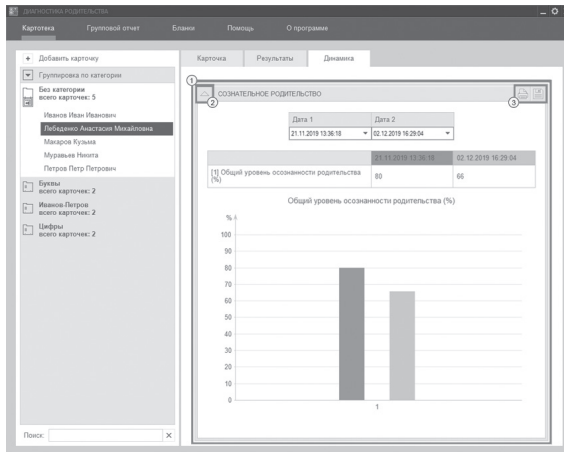 ДИАГНОСТИКА РОДИТЕЛЬСТВА
Картотека Групповой отчет Бланки Помощь О программе
+ Добавить карточку
Группировка по категории
Без категории
всего карточек: 5
Иванов Иван Иванович
Лебеденко Анастасия Михайловна
Макаров Кузьма
Муравьев Никита
Петров Петр Петрович
Буквы
всего карточек: 2
Иванов-Петров
всего карточек: 2
Цифры
всего карточек: 2
Поиск:
Карточка Результаты Динамика
1
СОЗНАТЕЛЬНОЕ РОДИТЕЛЬСТВО
2
3
Дата 1 Дата 2
21.11.2019 13:36:18 02.12.2019 16:29:04
21.11.2019 13:36:18 02.12.2019 16:29:04
[1] Общий уровень осознанности родительства
(%) 80 66
Общий уровень осознанности родительства (%)
%
100
90
80
70
60
50
40
30
20
10
0
1